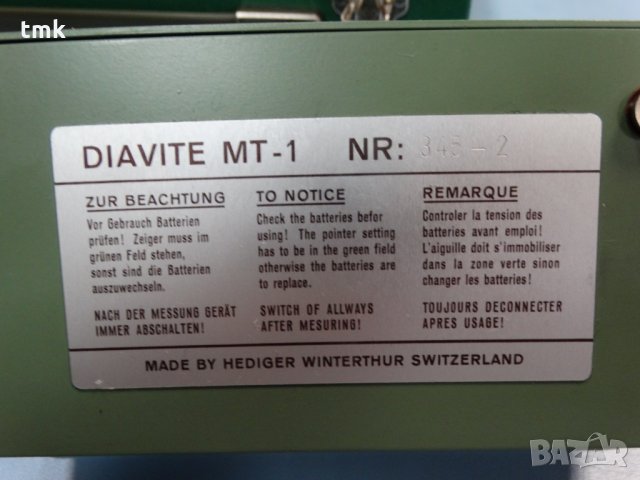 tmk
DIAVITE MT-1 NR: 345-2
ZUR BEACHTUNG
Vor Gebrauch Batterien
prüfen! Zeiger muss im
grünen Feld stehen,
sonst sind die Batterien
auszuwechseln.
NACH DER MESSUNG GERÄT
IMMER ABSCHALTEN!
TO NOTICE
Check the batteries befor
using! The pointer setting
has to be in the green field
otherwise the batteries are
to replace.
SWITCH OF ALLWAYS
AFTER MESURING!
REMARQUE
Controler la tension des
batteries avant emploi!
L'aiguille doit s'immobiliser
dans la zone verte sinon
changer les batteries!
TOUJOURS DECONNECTER
APRES USAGE!
MADE BY HEDIGER WINTERTHUR SWITZERLAND
BAZAR
bg